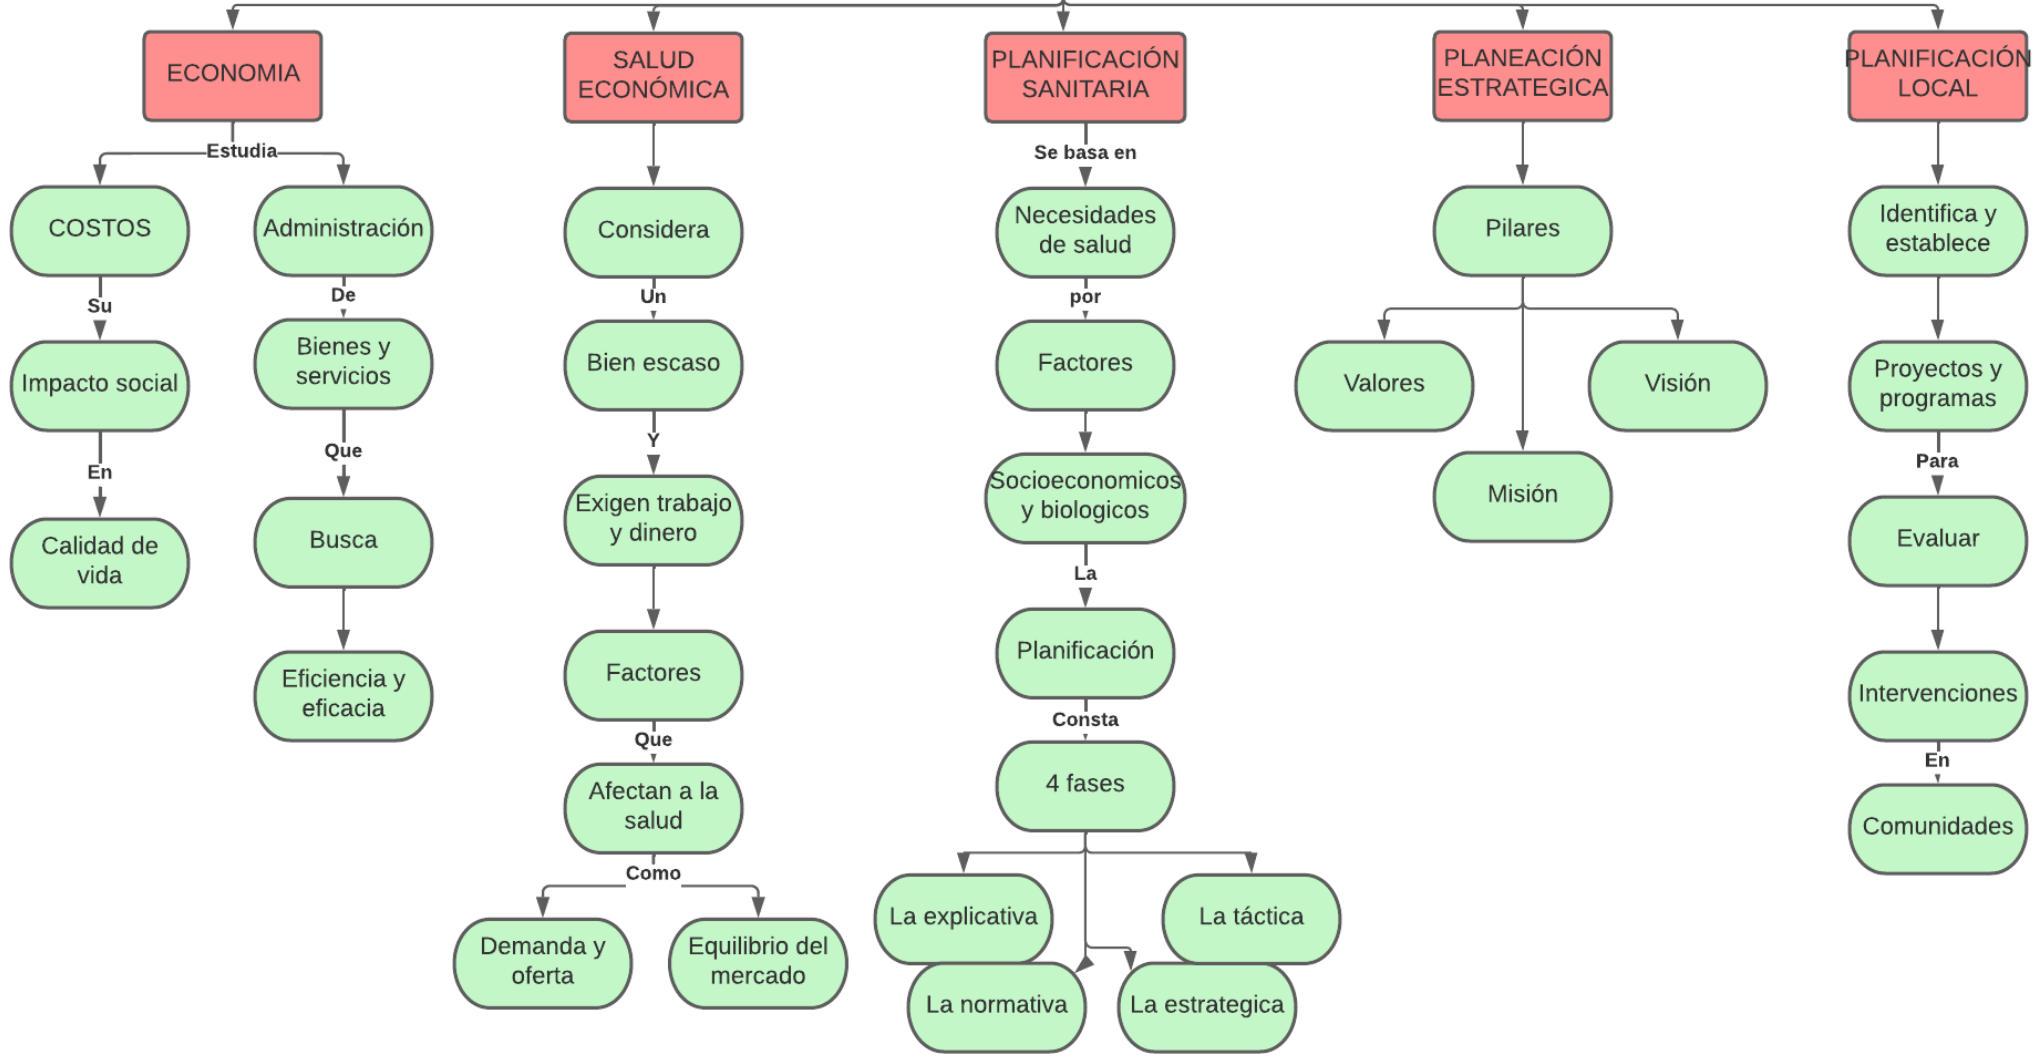 ECONOMIA
Estudia
COSTOS
Su
Impacto social
En
Calidad de
vida
Administración
De
Bienes y
servicios
Que
Busca
Eficiencia y
eficacia
SALUD
ECONÓMICA
Considera
Un
Bien escaso
Y
Exigen trabajo
y dinero
Factores
Que
Afectan a la
salud
Como
Demanda y
oferta
Equilibrio del
mercado
PLANIFICACIÓN
SANITARIA
Se basa en
Necesidades
de salud
por
Factores
Socioeconomicos
y biologicos
La
Planificación
Consta
4 fases
La explicativa
La táctica
La normativa
La estrategica
PLANEACIÓN
ESTRATEGICA
Pilares
Valores
Visión
Misión
PLANIFICACIÓN
LOCAL
Identifica y
establece
Proyectos y
programas
Para
Evaluar
Intervenciones
En
Comunidades